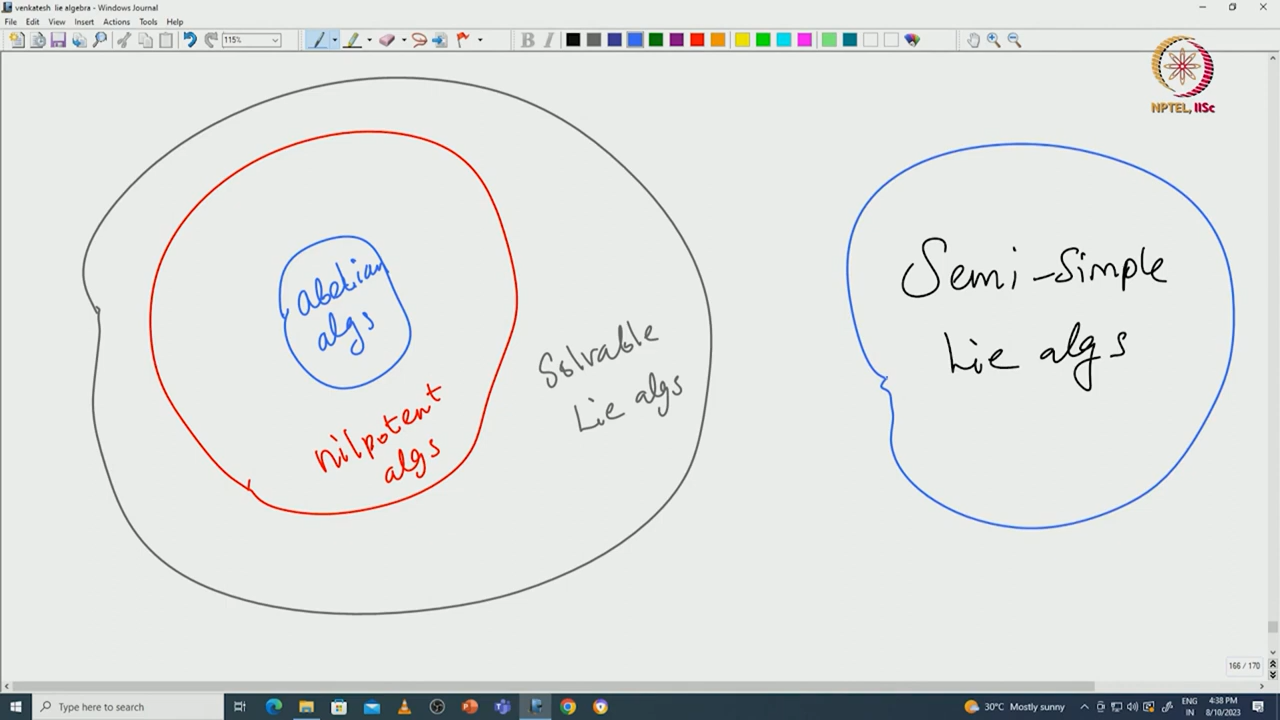 venkatesh lie algebra - Windows Journal
File Edit View Insert Actions Tools Help
115%
B I
NPTEL, IISc
abelian
algs
nilpotent
algs
Solvable
Lie algs
Semi-simple
Lie algs
166 / 170
Type here to search
30°C Mostly sunny
ENG
IN
4:38 PM
8/10/2023